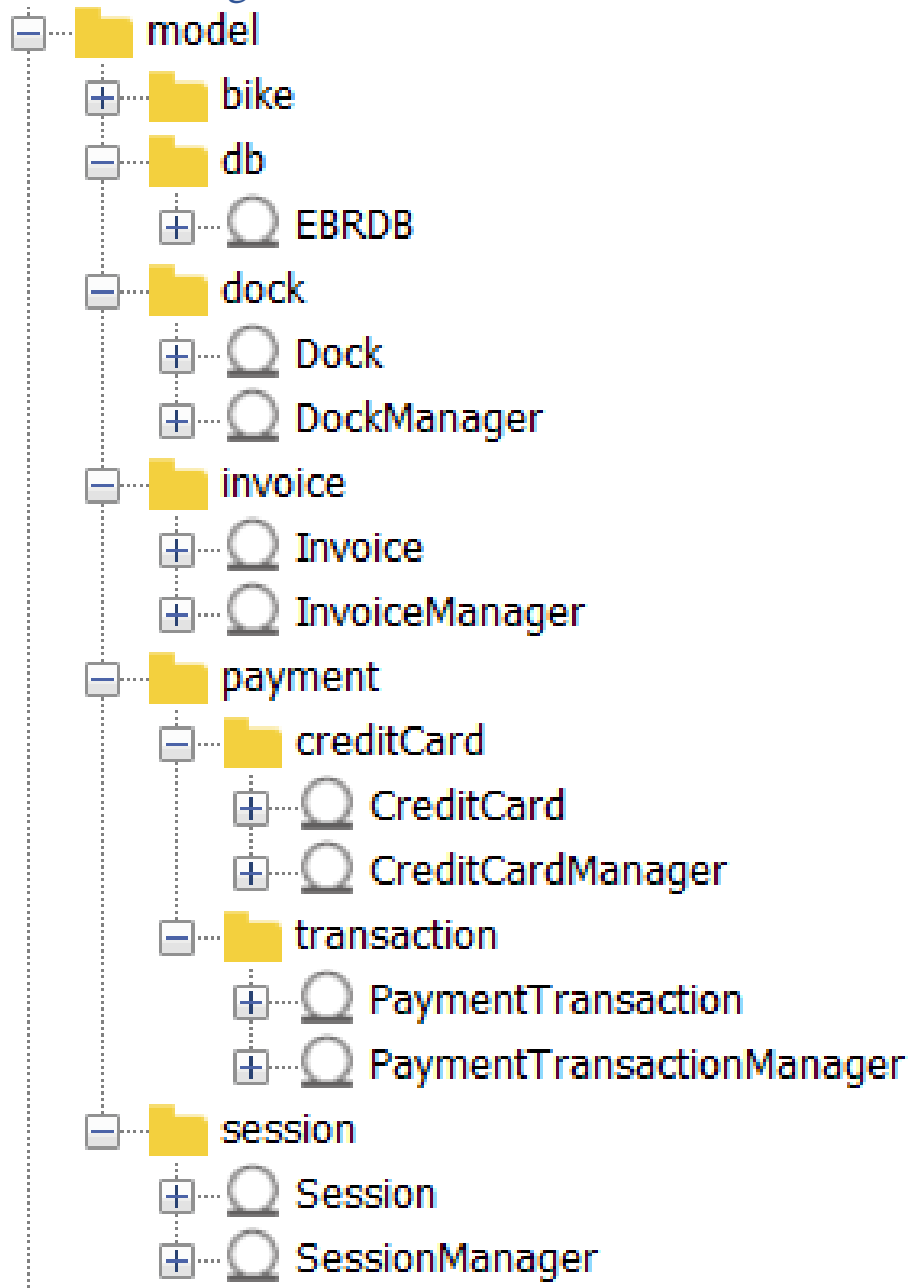 model
bike
db
EBRDB
dock
Dock
DockManager
invoice
Invoice
InvoiceManager
payment
creditCard
CreditCard
CreditCardManager
transaction
PaymentTransaction
PaymentTransactionManager
session
Session
SessionManager